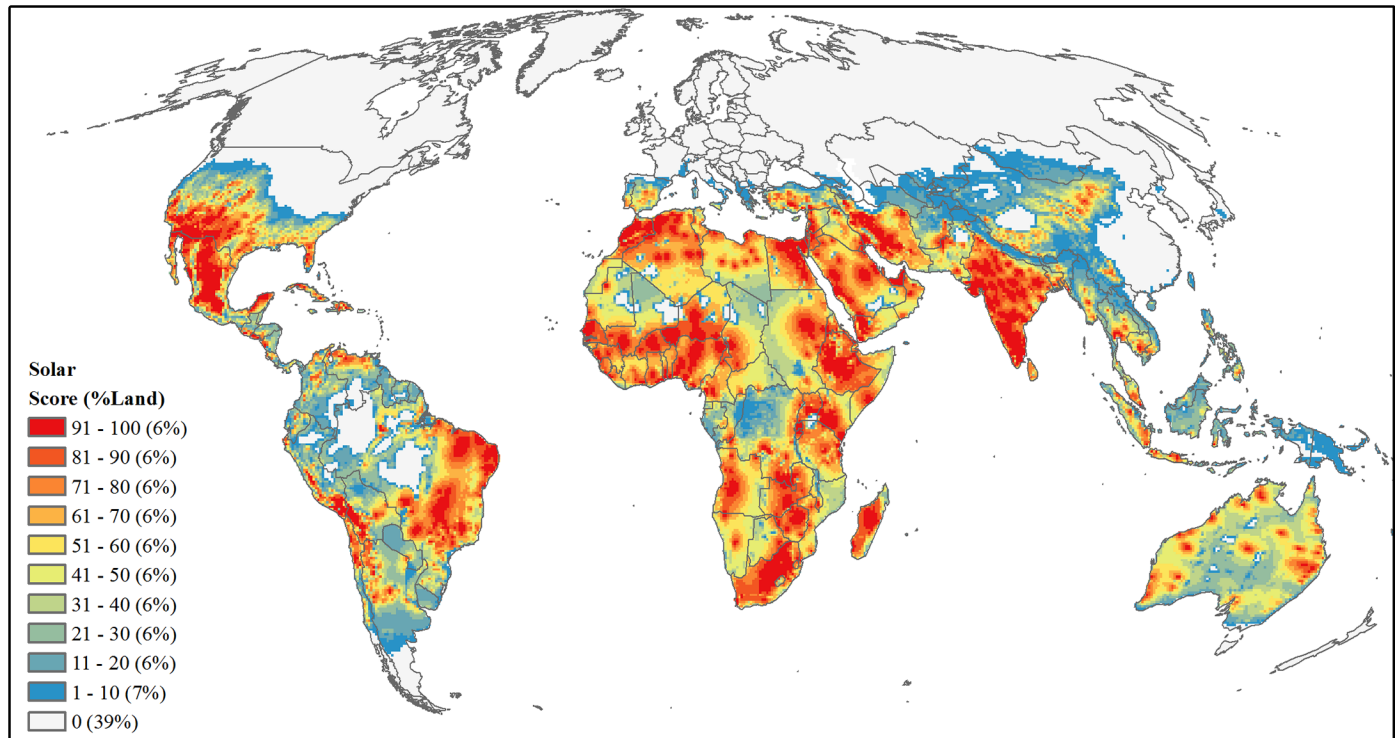 Solar
Score (%Land)
91 - 100 (6%)
81 - 90 (6%)
71 - 80 (6%)
61 - 70 (6%)
51 - 60 (6%)
41 - 50 (6%)
31 - 40 (6%)
21 - 30 (6%)
11 - 20 (6%)
1 - 10 (7%)
0 (39%)